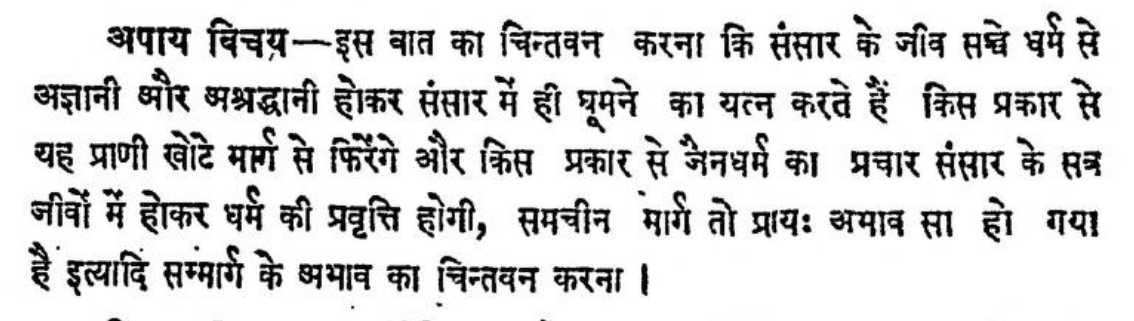 अपाय विचय—इस बात का चिन्तवन करना कि संसार के जीव सच्चे धर्म से
अज्ञानी और अश्रद्धानी होकर संसार में ही घूमने का यत्न करते हैं किस प्रकार से
यह प्राणी खोटे मार्ग से फिरेंगे और किस प्रकार से जैनधर्म का प्रचार संसार के सब
जीवों में होकर धर्म की प्रवृत्ति होगी, समचीन मार्ग तो प्रायः अभाव सा हो गया
है इत्यादि सम्मार्ग के अभाव का चिन्तवन करना।